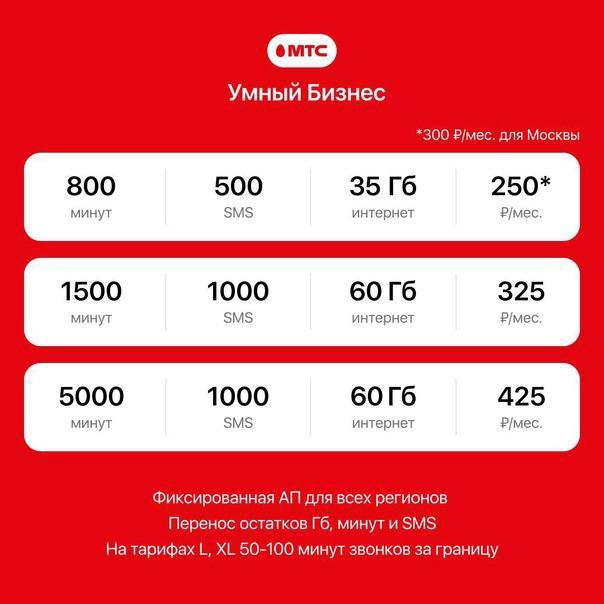 МТС
Умный Бизнес
*300 ₽/мес. для Москвы
800 500 35 Гб 250*
минут SMS интернет ₽/мес.
1500 1000 60 Гб 325
минут SMS интернет ₽/мес.
5000 1000 60 Гб 425
минут SMS интернет ₽/мес.
Фиксированная АП для всех регионов
Перенос остатков Гб, минут и SMS
На тарифах L, XL 50-100 минут звонков за границу